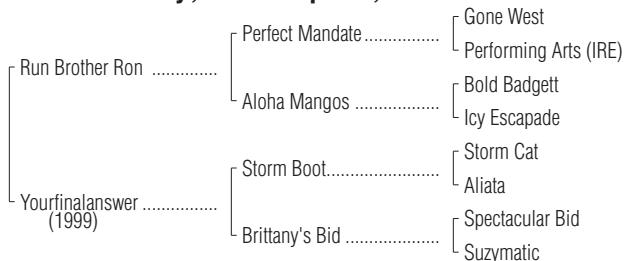 Gone West
Perfect Mandate................
Performing Arts (IRE)
Run Brother Ron ..............
Bold Badgett
Aloha Mangos ..................
Icy Escapade
Storm Cat
Storm Boot........................
Aliata
Yourfinalanswer ................
(1999)
Spectacular Bid
Brittany's Bid ....................
Suzymatic